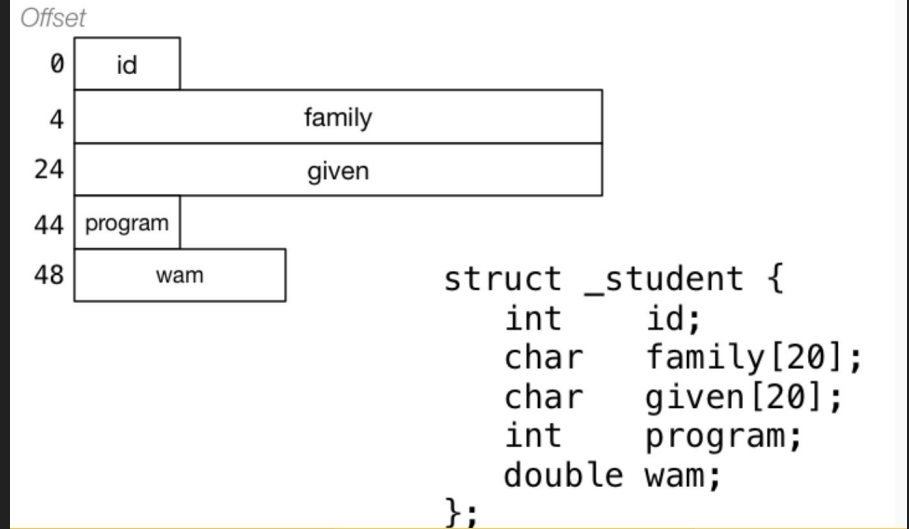 Offset
0 id
4 family
24 given
44 program
48 wam
struct _student {
int id;
char family[20];
char given[20];
int program;
double wam;
};